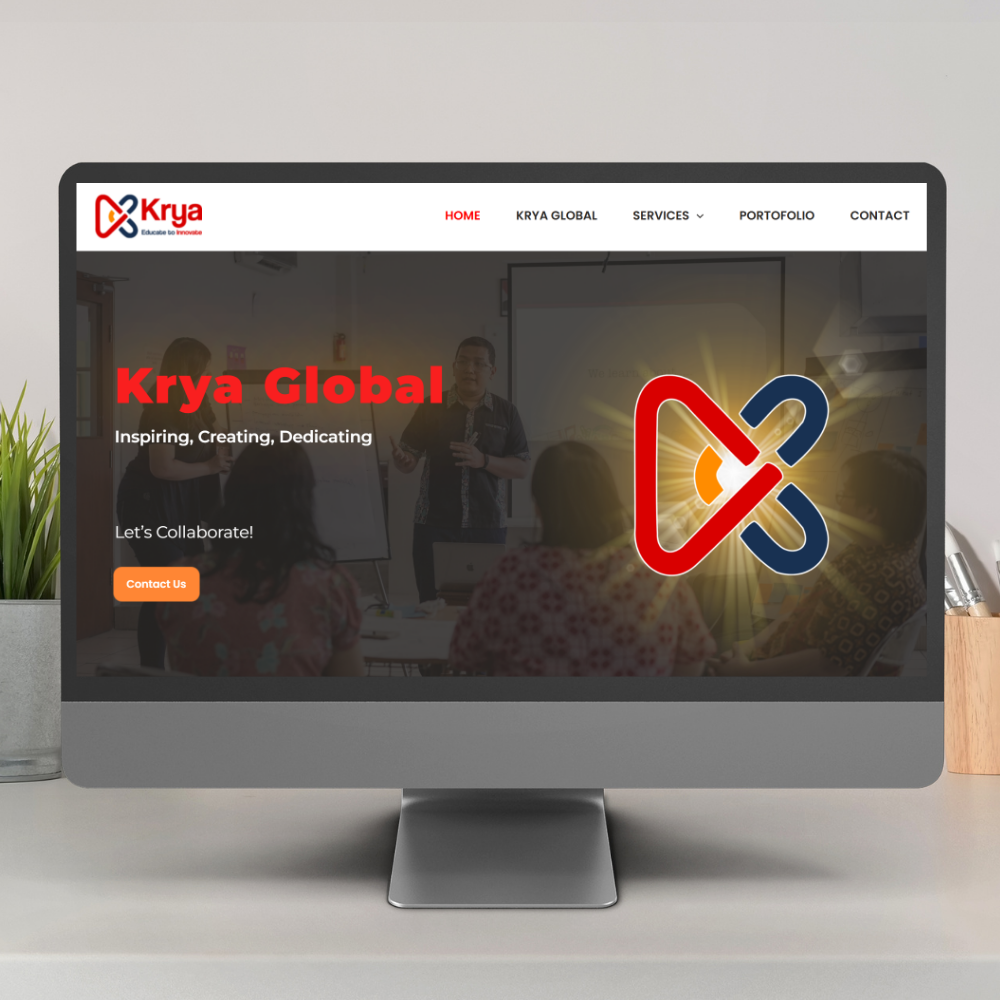 Krya
Educate to Innovate
HOME KRYA GLOBAL SERVICES PORTOFOLIO CONTACT
Krya Global
Inspiring, Creating, Dedicating
Let's Collaborate!
Contact Us